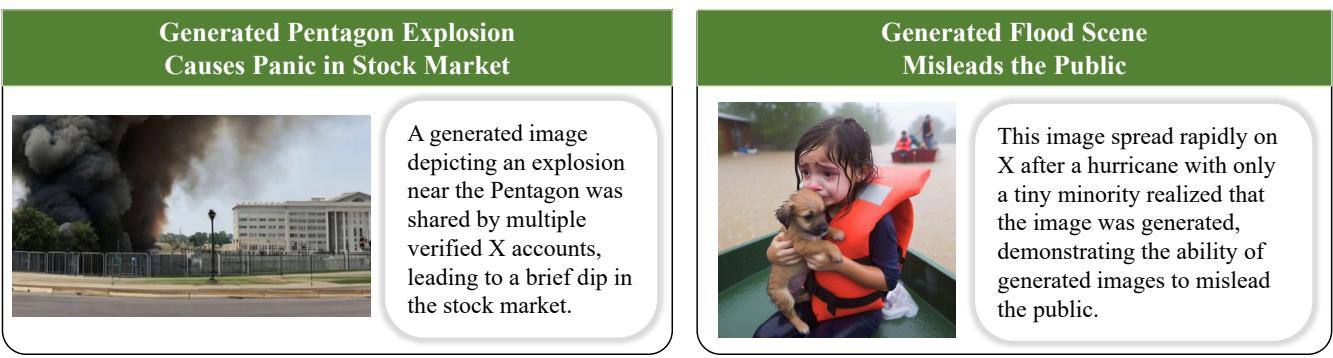 Generated Pentagon Explosion
Causes Panic in Stock Market
A generated image
depicting an explosion
near the Pentagon was
shared by multiple
verified X accounts,
leading to a brief dip in
the stock market.
Generated Flood Scene
Misleads the Public
This image spread rapidly on
X after a hurricane with only
a tiny minority realized that
the image was generated,
demonstrating the ability of
generated images to mislead
the public.